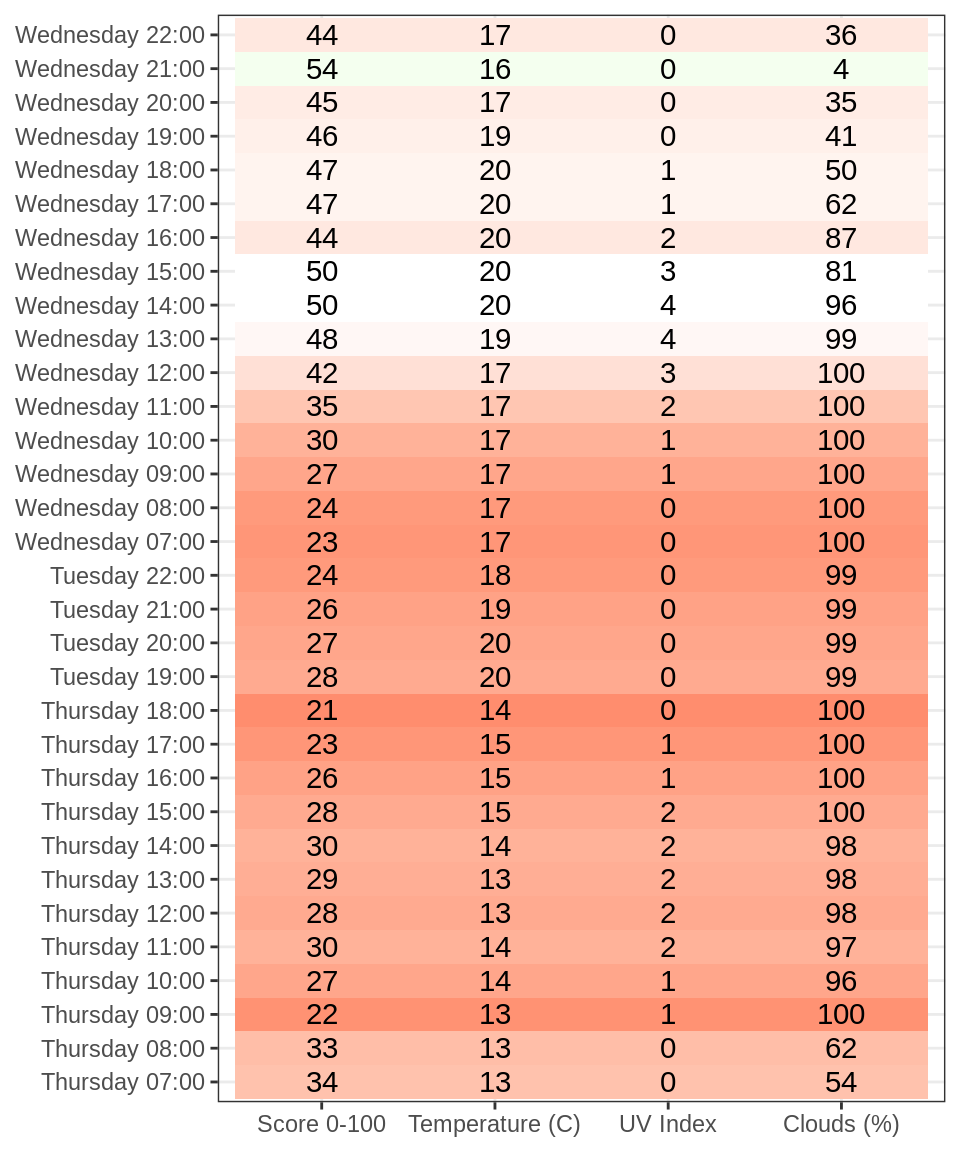 Wednesday 22:00 44 17 0 36
Wednesday 21:00 54 16 0 4
Wednesday 20:00 45 17 0 35
Wednesday 19:00 46 19 0 41
Wednesday 18:00 47 20 1 50
Wednesday 17:00 47 20 1 62
Wednesday 16:00 44 20 2 87
Wednesday 15:00 50 20 3 81
Wednesday 14:00 50 20 4 96
Wednesday 13:00 48 19 4 99
Wednesday 12:00 42 17 3 100
Wednesday 11:00 35 17 2 100
Wednesday 10:00 30 17 1 100
Wednesday 09:00 27 17 1 100
Wednesday 08:00 24 17 0 100
Wednesday 07:00 23 17 0 100
Tuesday 22:00 24 18 0 99
Tuesday 21:00 26 19 0 99
Tuesday 20:00 27 20 0 99
Tuesday 19:00 28 20 0 99
Thursday 18:00 21 14 0 100
Thursday 17:00 23 15 1 100
Thursday 16:00 26 15 1 100
Thursday 15:00 28 15 2 100
Thursday 14:00 30 14 2 98
Thursday 13:00 29 13 2 98
Thursday 12:00 28 13 2 98
Thursday 11:00 30 14 2 97
Thursday 10:00 27 14 1 96
Thursday 09:00 22 13 1 100
Thursday 08:00 33 13 0 62
Thursday 07:00 34 13 0 54
Score 0-100 Temperature (C) UV Index Clouds (%)